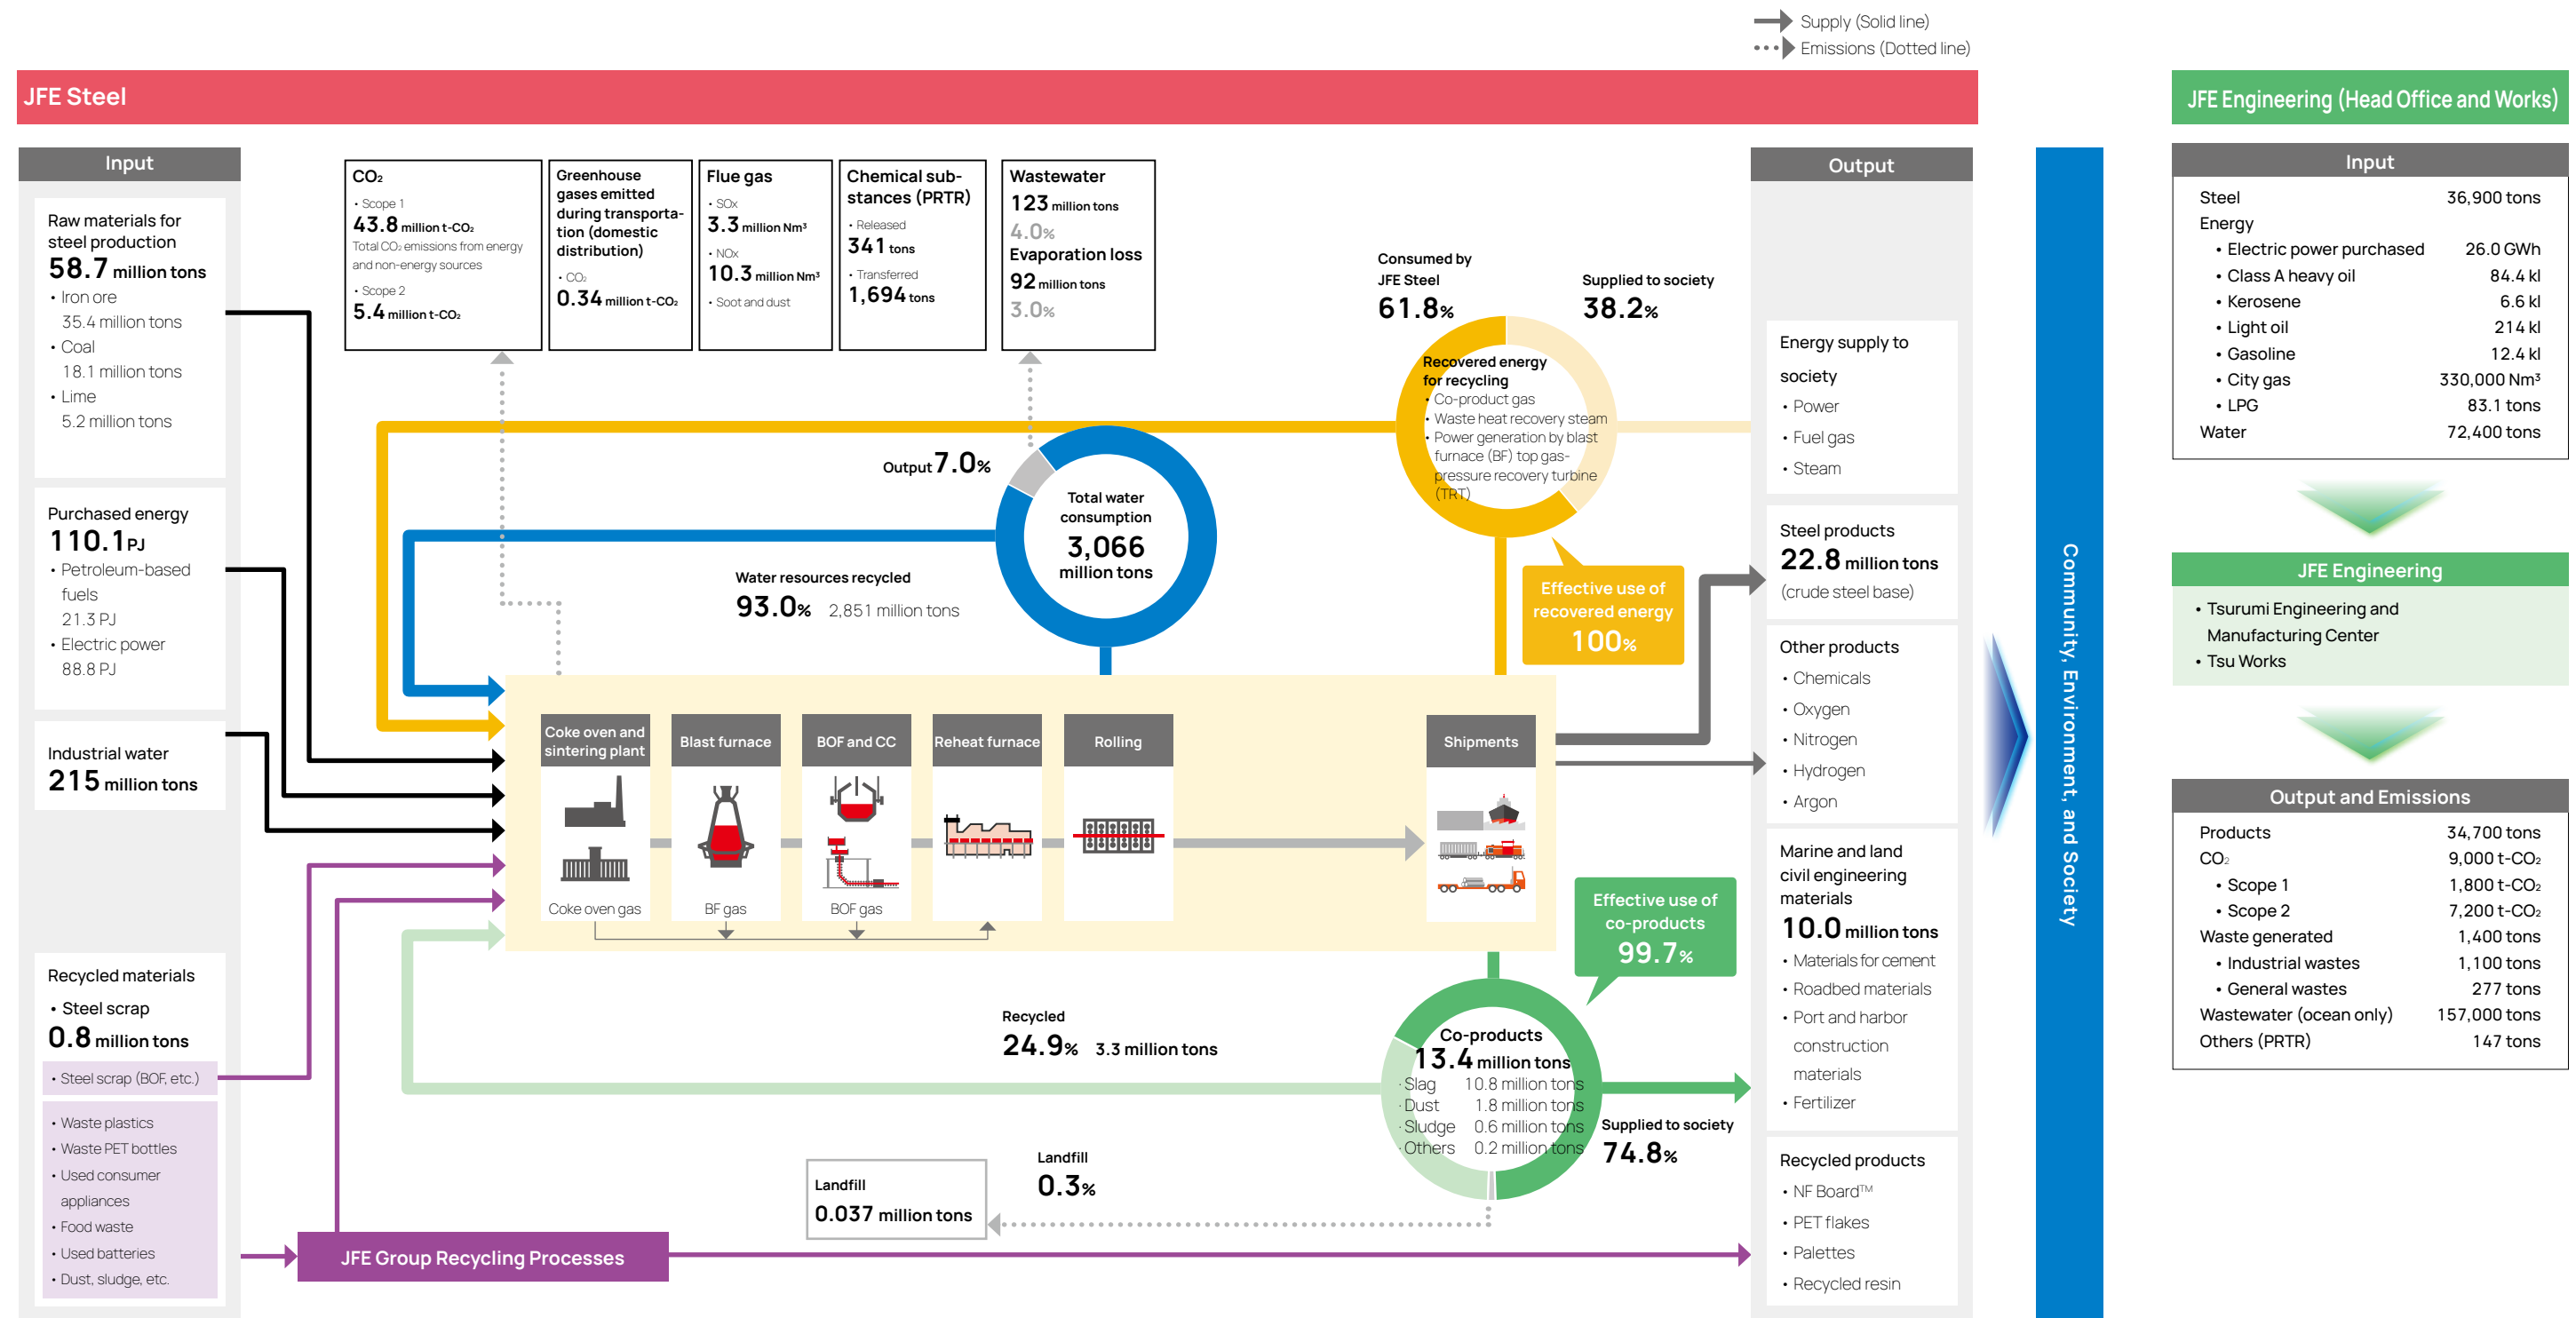 Supply (Solid line)
Emissions (Dotted line)
JFE Steel
Input
Raw materials for
steel production
58.7 million tons
• Iron ore
35.4 million tons
• Coal
18.1 million tons
• Lime
5.2 million tons
Purchased energy
110.1 PJ
• Petroleum-based
fuels
21.3 PJ
• Electric power
88.8 PJ
Industrial water
215 million tons
Recycled materials
• Steel scrap
0.8 million tons
• Steel scrap (BOF, etc.)
• Waste plastics
• Waste PET bottles
• Used consumer
appliances
• Food waste
• Used batteries
• Dust, sludge, etc.
CO₂
• Scope 1
43.8 million t-CO₂
Total CO₂ emissions from energy
and non-energy sources
• Scope 2
5.4 million t-CO₂
Greenhouse
gases emitted
during transporta-
tion (domestic
distribution)
• CO₂
0.34 million t-CO₂
Flue gas
• SOx
3.3 million Nm³
• NOx
10.3 million Nm³
• Soot and dust
Chemical sub-
stances (PRTR)
• Released
341 tons
• Transferred
1,694 tons
Wastewater
123 million tons
4.0%
Evaporation loss
92 million tons
3.0%
Consumed by
JFE Steel
61.8%
Supplied to society
38.2%
Recovered energy
for recycling
• Co-product gas
• Waste heat recovery steam
• Power generation by blast
furnace (BF) top gas-
pressure recovery turbine
(TRT)
Output 7.0%
Total water
consumption
3,066
million tons
Water resources recycled
93.0% 2,851 million tons
Effective use of
recovered energy
100%
Coke oven and
sintering plant
Blast furnace
BOF and CC
Reheat furnace
Rolling
Shipments
Coke oven gas
BF gas
BOF gas
Effective use of
co-products
99.7%
Recycled
24.9% 3.3 million tons
Co-products
13.4 million tons
· Slag 10.8 million tons
· Dust 1.8 million tons
· Sludge 0.6 million tons
· Others 0.2 million tons
Supplied to society
74.8%
Landfill
0.3%
Landfill
0.037 million tons
JFE Group Recycling Processes
Output
Energy supply to
society
• Power
• Fuel gas
• Steam
Steel products
22.8 million tons
(crude steel base)
Other products
• Chemicals
• Oxygen
• Nitrogen
• Hydrogen
• Argon
Marine and land
civil engineering
materials
10.0 million tons
• Materials for cement
• Roadbed materials
• Port and harbor
construction
materials
• Fertilizer
Recycled products
• NF Board™
• PET flakes
• Palettes
• Recycled resin
Community, Environment, and Society
JFE Engineering (Head Office and Works)
Input
Steel 36,900 tons
Energy
• Electric power purchased 26.0 GWh
• Class A heavy oil 84.4 kl
• Kerosene 6.6 kl
• Light oil 214 kl
• Gasoline 12.4 kl
• City gas 330,000 Nm³
• LPG 83.1 tons
Water 72,400 tons
JFE Engineering
• Tsurumi Engineering and
Manufacturing Center
• Tsu Works
Output and Emissions
Products 34,700 tons
CO₂ 9,000 t-CO₂
• Scope 1 1,800 t-CO₂
• Scope 2 7,200 t-CO₂
Waste generated 1,400 tons
• Industrial wastes 1,100 tons
• General wastes 277 tons
Wastewater (ocean only) 157,000 tons
Others (PRTR) 147 tons